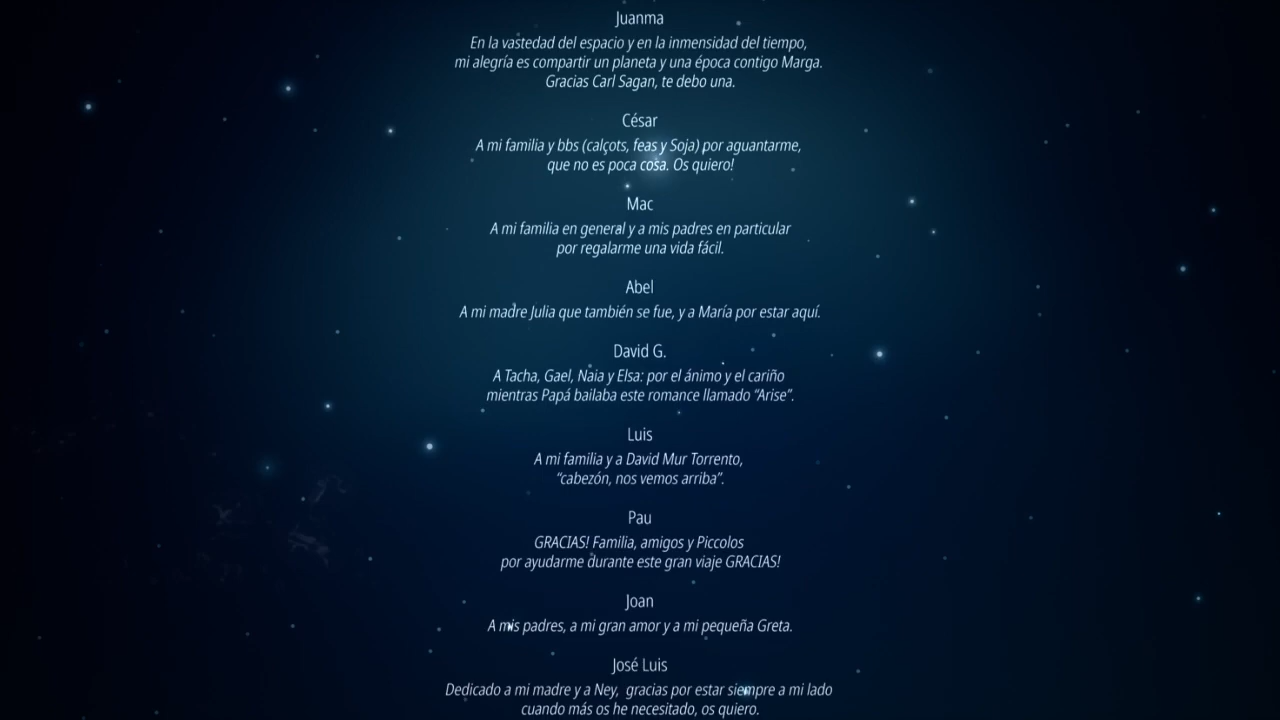 Juanma
En la vastedad del espacio y en la inmensidad del tiempo,
mi alegría es compartir un planeta y una época contigo Marga.
Gracias Carl Sagan, te debo una.
César
A mi familia y bbs (calçots, feas y Soja) por aguantarme,
que no es poca cosa. Os quiero!
Mac
A mi familia en general y a mis padres en particular
por regalarme una vida fácil.
Abel
A mi madre Julia que también se fue, y a María por estar aquí.
David G.
A Tacha, Gael, Naia y Elsa: por el ánimo y el cariño
mientras Papá bailaba este romance llamado “Arise”.
Luis
A mi familia y a David Mur Torrento,
“cabezón, nos vemos arriba”.
Pau
GRACIAS! Familia, amigos y Piccolos
por ayudarme durante este gran viaje GRACIAS!
Joan
A mis padres, a mi gran amor y a mi pequeña Greta.
José Luis
Dedicado a mi madre y a Ney, gracias por estar siempre a mi lado
cuando más os he necesitado, os quiero.